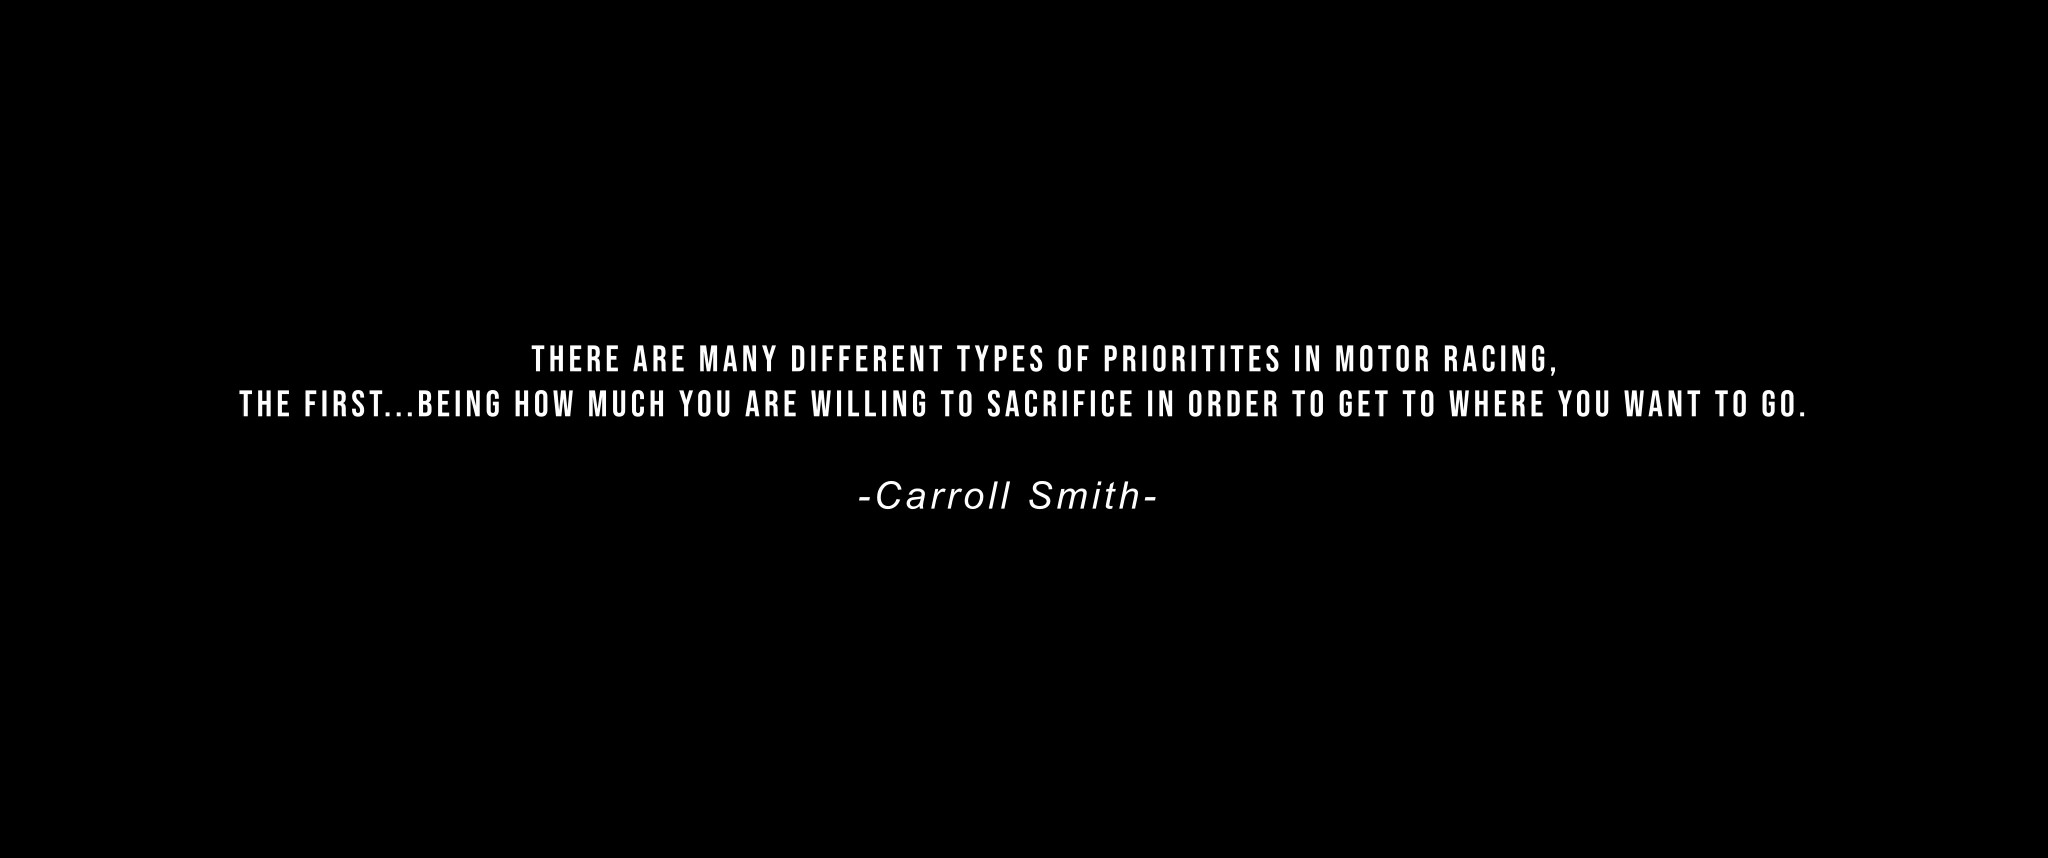 THERE ARE MANY DIFFERENT TYPES OF PRIORITITES IN MOTOR RACING,
THE FIRST...BEING HOW MUCH YOU ARE WILLING TO SACRIFICE IN ORDER TO GET TO WHERE YOU WANT TO GO.
-Carroll Smith-